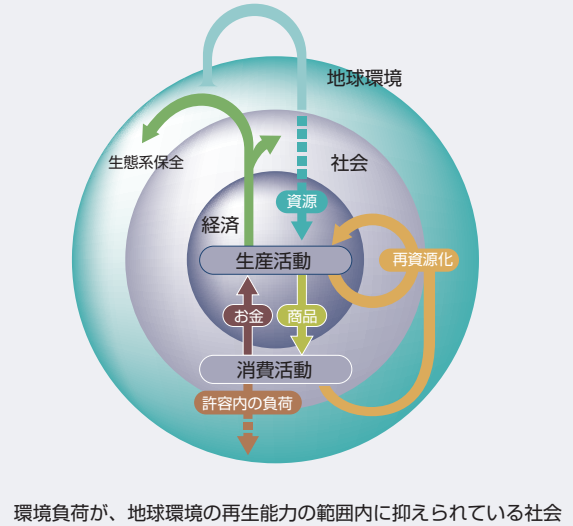 地球環境
生態系保全
社会
資源
経済
生産活動
再資源化
お金
商品
消費活動
許容内の負荷
環境負荷が、地球環境の再生能力の範囲内に抑えられている社会